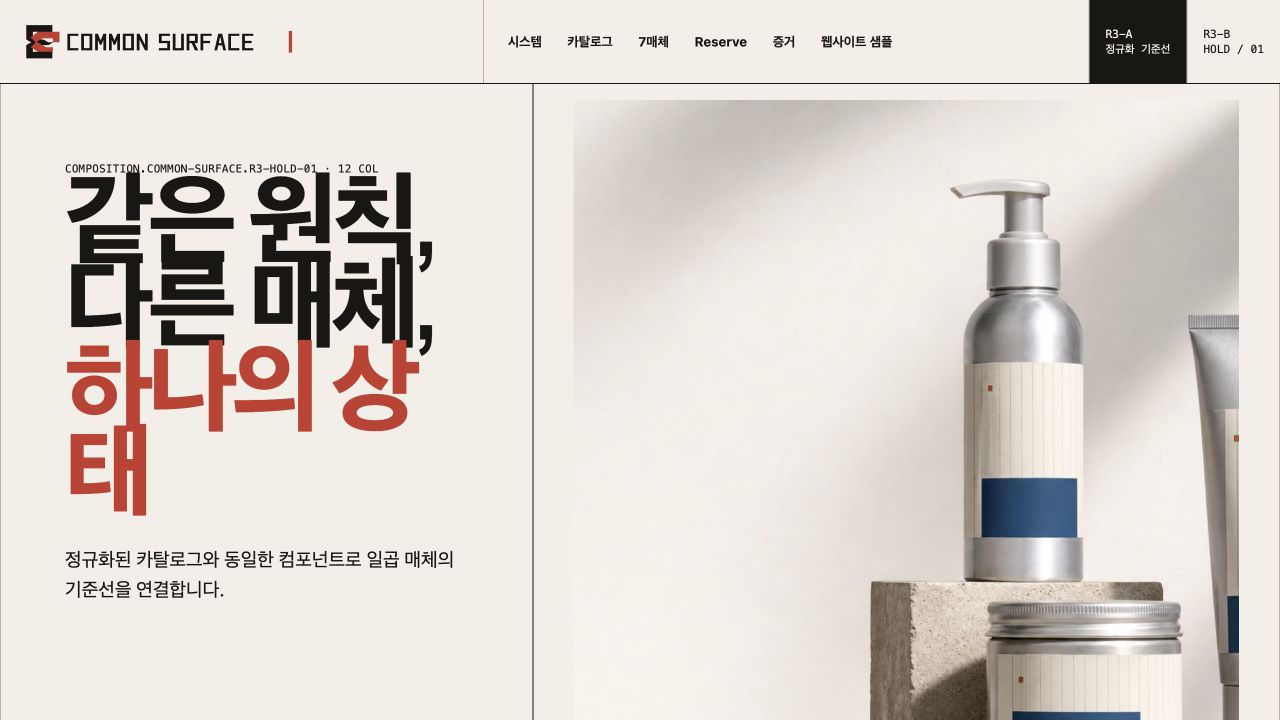 COMMON SURFACE
시스템
카탈로그
7매체
Reserve
증거
웹사이트 샘플
R3-A
정규화 기준선
R3-B
HOLD / 01
COMPOSITION.COMMON-SURFACE.R3-HOLD-01 · 12 COL
같은 원칙,
다른 매체,
하나의 상
태
정규화된 카탈로그와 동일한 컴포넌트로 일곱 매체의
기준선을 연결합니다.